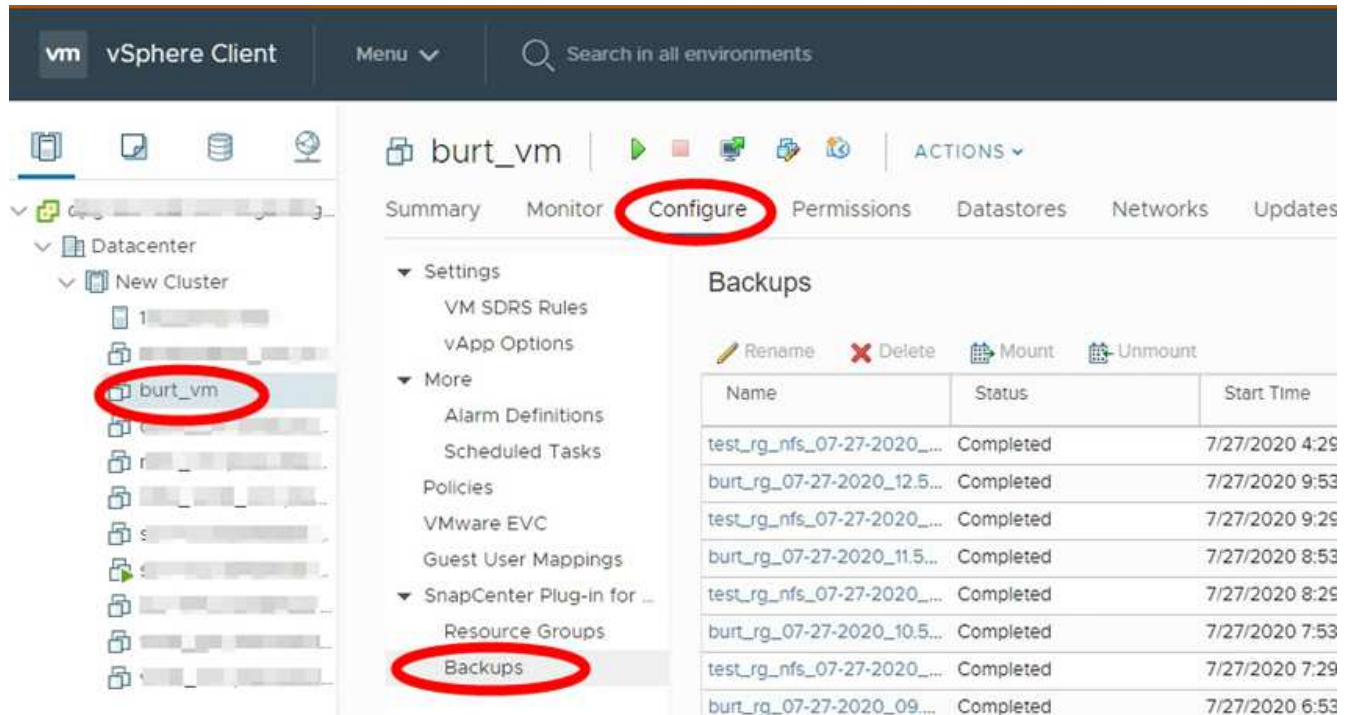 vm vSphere Client Menu Search in all environments
burt_vm ACTIONS
Summary Monitor Configure Permissions Datastores Networks Updates
Datacenter
New Cluster
burt_vm
Settings
VM SDRS Rules
vApp Options
More
Alarm Definitions
Scheduled Tasks
Policies
VMware EVC
Guest User Mappings
SnapCenter Plug-in for ...
Resource Groups
Backups
Backups
Rename Delete Mount Unmount
Name Status Start Time
test_rg_nfs_07-27-2020_... Completed 7/27/2020 4:29
burt_rg_07-27-2020_12.5... Completed 7/27/2020 9:53
test_rg_nfs_07-27-2020_... Completed 7/27/2020 9:29
burt_rg_07-27-2020_11.5... Completed 7/27/2020 8:53
test_rg_nfs_07-27-2020_... Completed 7/27/2020 8:29
burt_rg_07-27-2020_10.5... Completed 7/27/2020 7:53
test_rg_nfs_07-27-2020_... Completed 7/27/2020 7:29
burt_rg_07-27-2020_09.... Completed 7/27/2020 6:53